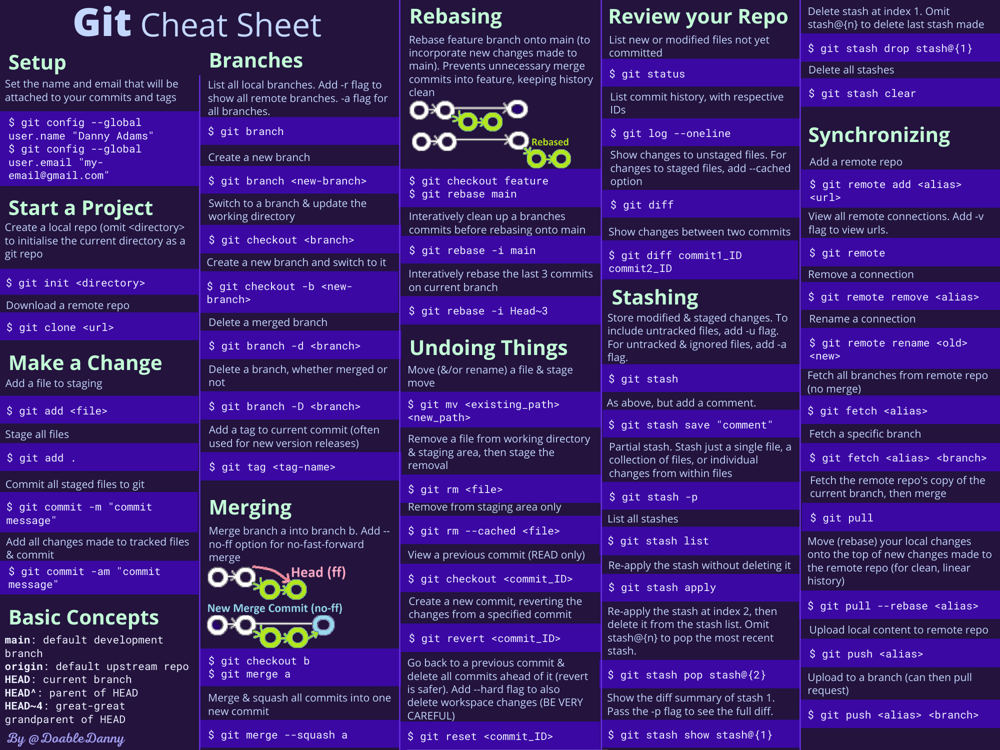 Git Cheat Sheet
Setup
Set the name and email that will be
attached to your commits and tags
$ git config --global
user.name "Danny Adams"
$ git config --global
user.email "my-
email@gmail.com"
Start a Project
Create a local repo (omit <directory>
to initialise the current directory as a
git repo
$ git init <directory>
Download a remote repo
$ git clone <url>
Make a Change
Add a file to staging
$ git add <file>
Stage all files
$ git add .
Commit all staged files to git
$ git commit -m "commit
message"
Add all changes made to tracked files
& commit
$ git commit -am "commit
message"
Basic Concepts
main: default development
branch
origin: default upstream repo
HEAD: current branch
HEAD^: parent of HEAD
HEAD~4: great-great
grandparent of HEAD
By @DoableDanny
Branches
List all local branches. Add -r flag to
show all remote branches. -a flag for
all branches.
$ git branch
Create a new branch
$ git branch <new-branch>
Switch to a branch & update the
working directory
$ git checkout <branch>
Create a new branch and switch to it
$ git checkout -b <new-
branch>
Delete a merged branch
$ git branch -d <branch>
Delete a branch, whether merged or
not
$ git branch -D <branch>
Add a tag to current commit (often
used for new version releases)
$ git tag <tag-name>
Merging
Merge branch a into branch b. Add --
no-ff option for no-fast-forward
merge
Head (ff)
New Merge Commit (no-ff)
$ git checkout b
$ git merge a
Merge & squash all commits into one
new commit
$ git merge --squash a
Rebasing
Rebase feature branch onto main (to
incorporate new changes made to
main). Prevents unnecessary merge
commits into feature, keeping history
clean
Rebased
$ git checkout feature
$ git rebase main
Interatively clean up a branches
commits before rebasing onto main
$ git rebase -i main
Interatively rebase the last 3 commits
on current branch
$ git rebase -i Head~3
Undoing Things
Move (&/or rename) a file & stage
move
$ git mv <existing_path>
<new_path>
Remove a file from working directory
& staging area, then stage the
removal
$ git rm <file>
Remove from staging area only
$ git rm --cached <file>
View a previous commit (READ only)
$ git checkout <commit_ID>
Create a new commit, reverting the
changes from a specified commit
$ git revert <commit_ID>
Go back to a previous commit &
delete all commits ahead of it (revert
is safer). Add --hard flag to also
delete workspace changes (BE VERY
CAREFUL)
$ git reset <commit_ID>
Review your Repo
List new or modified files not yet
committed
$ git status
List commit history, with respective
IDs
$ git log --oneline
Show changes to unstaged files. For
changes to staged files, add --cached
option
$ git diff
Show changes between two commits
$ git diff commit1_ID
commit2_ID
Stashing
Store modified & staged changes. To
include untracked files, add -u flag.
For untracked & ignored files, add -a
flag.
$ git stash
As above, but add a comment.
$ git stash save "comment"
Partial stash. Stash just a single file, a
collection of files, or individual
changes from within files
$ git stash -p
List all stashes
$ git stash list
Re-apply the stash without deleting it
$ git stash apply
Re-apply the stash at index 2, then
delete it from the stash list. Omit
stash@{n} to pop the most recent
stash.
$ git stash pop stash@{2}
Show the diff summary of stash 1.
Pass the -p flag to see the full diff.
$ git stash show stash@{1}
Delete stash at index 1. Omit
stash@{n} to delete last stash made
$ git stash drop stash@{1}
Delete all stashes
$ git stash clear
Synchronizing
Add a remote repo
$ git remote add <alias>
<url>
View all remote connections. Add -v
flag to view urls.
$ git remote
Remove a connection
$ git remote remove <alias>
Rename a connection
$ git remote rename <old>
<new>
Fetch all branches from remote repo
(no merge)
$ git fetch <alias>
Fetch a specific branch
$ git fetch <alias> <branch>
Fetch the remote repo's copy of the
current branch, then merge
$ git pull
Move (rebase) your local changes
onto the top of new changes made to
the remote repo (for clean, linear
history)
$ git pull --rebase <alias>
Upload local content to remote repo
$ git push <alias>
Upload to a branch (can then pull
request)
$ git push <alias> <branch>